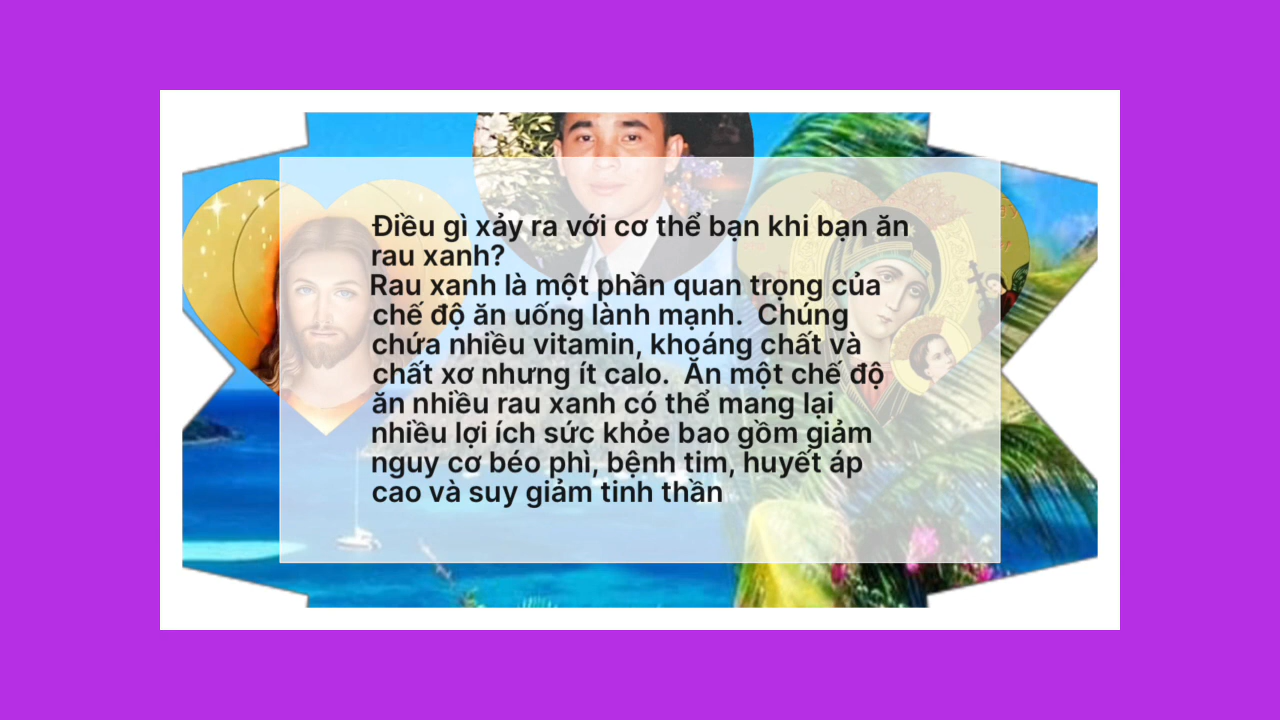 Điều gì xảy ra với cơ thể bạn khi bạn ăn
rau xanh?
Rau xanh là một phần quan trọng của
chế độ ăn uống lành mạnh.  Chúng
chứa nhiều vitamin, khoáng chất và
chất xơ nhưng ít calo.  Ăn một chế độ
ăn nhiều rau xanh có thể mang lại
nhiều lợi ích sức khỏe bao gồm giảm
nguy cơ béo phì, bệnh tim, huyết áp
cao và suy giảm tinh thần